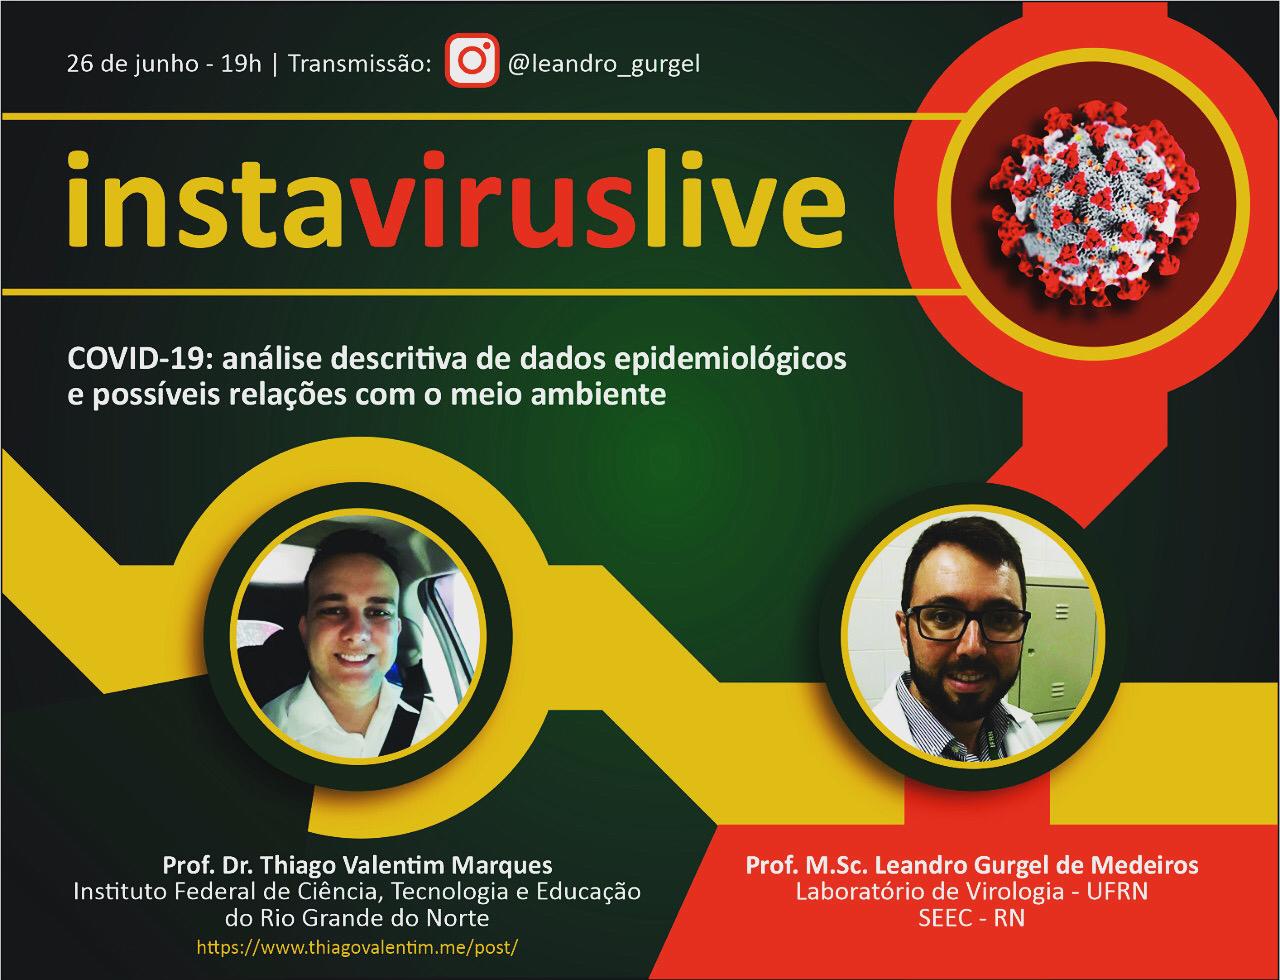 26 de junho - 19h | Transmissão: @leandro_gurgel
instaviruslive
COVID-19: análise descritiva de dados epidemiológicos
e possíveis relações com o meio ambiente
IFRN
Prof. Dr. Thiago Valentim Marques
Instituto Federal de Ciência, Tecnologia e Educação
do Rio Grande do Norte
https://www.thiagovalentim.me/post/
Prof. M.Sc. Leandro Gurgel de Medeiros
Laboratório de Virologia - UFRN
SEEC - RN